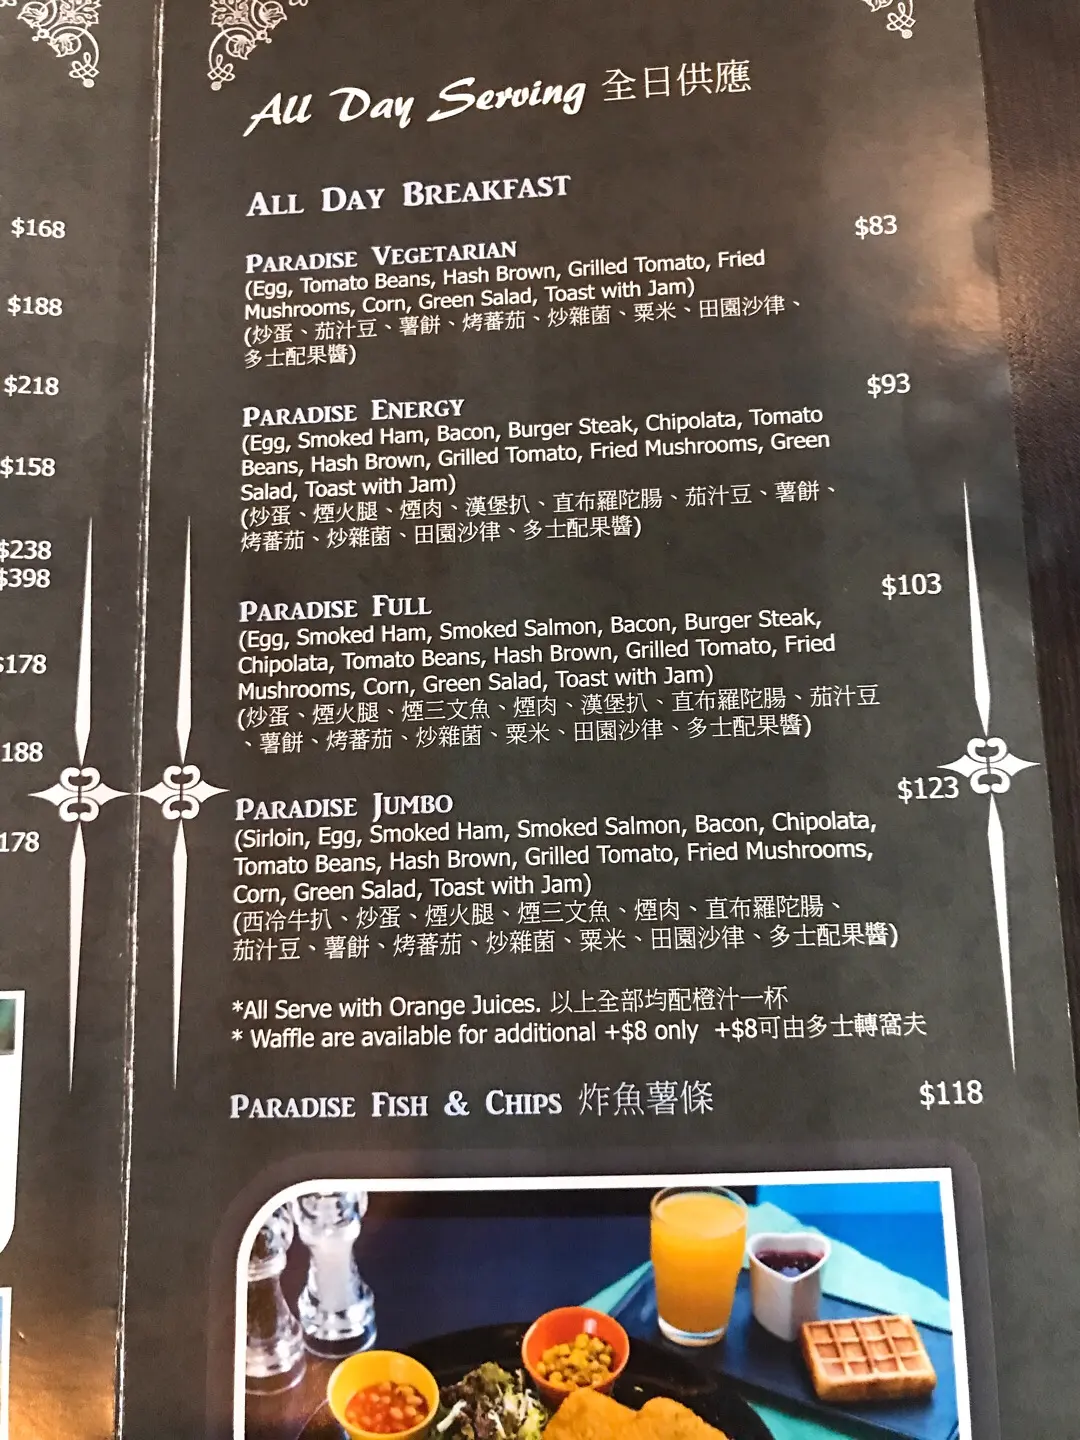 All Day Serving 全日供應
ALL DAY BREAKFAST
PARADISE VEGETARIAN $83
(Egg, Tomato Beans, Hash Brown, Grilled Tomato, Fried
Mushrooms, Corn, Green Salad, Toast with Jam)
(炒蛋、茄汁豆、薯餅、烤蕃茄、炒雜菌、粟米、田園沙律、
多士配果醬)
PARADISE ENERGY $93
(Egg, Smoked Ham, Bacon, Burger Steak, Chipolata, Tomato
Beans, Hash Brown, Grilled Tomato, Fried Mushrooms, Green
Salad, Toast with Jam)
(炒蛋、煙火腿、煙肉、漢堡扒、直布羅陀腸、茄汁豆、薯餅、
烤蕃茄、炒雜菌、田園沙律、多士配果醬)
PARADISE FULL $103
(Egg, Smoked Ham, Smoked Salmon, Bacon, Burger Steak,
Chipolata, Tomato Beans, Hash Brown, Grilled Tomato, Fried
Mushrooms, Corn, Green Salad, Toast with Jam)
(炒蛋、煙火腿、煙三文魚、煙肉、漢堡扒、直布羅陀腸、茄汁豆
、薯餅、烤蕃茄、炒雜菌、粟米、田園沙律、多士配果醬)
PARADISE JUMBO $123
(Sirloin, Egg, Smoked Ham, Smoked Salmon, Bacon, Chipolata,
Tomato Beans, Hash Brown, Grilled Tomato, Fried Mushrooms,
Corn, Green Salad, Toast with Jam)
(西冷牛扒、炒蛋、煙火腿、煙三文魚、煙肉、直布羅陀腸、
茄汁豆、薯餅、烤蕃茄、炒雜菌、粟米、田園沙律、多士配果醬)
*All Serve with Orange Juices. 以上全部均配橙汁一杯
* Waffle are available for additional +$8 only +$8可由多士轉窩夫
PARADISE FISH & CHIPS 炸魚薯條 $118
$168
$188
$218
$158
$238
$398
$178
188
178